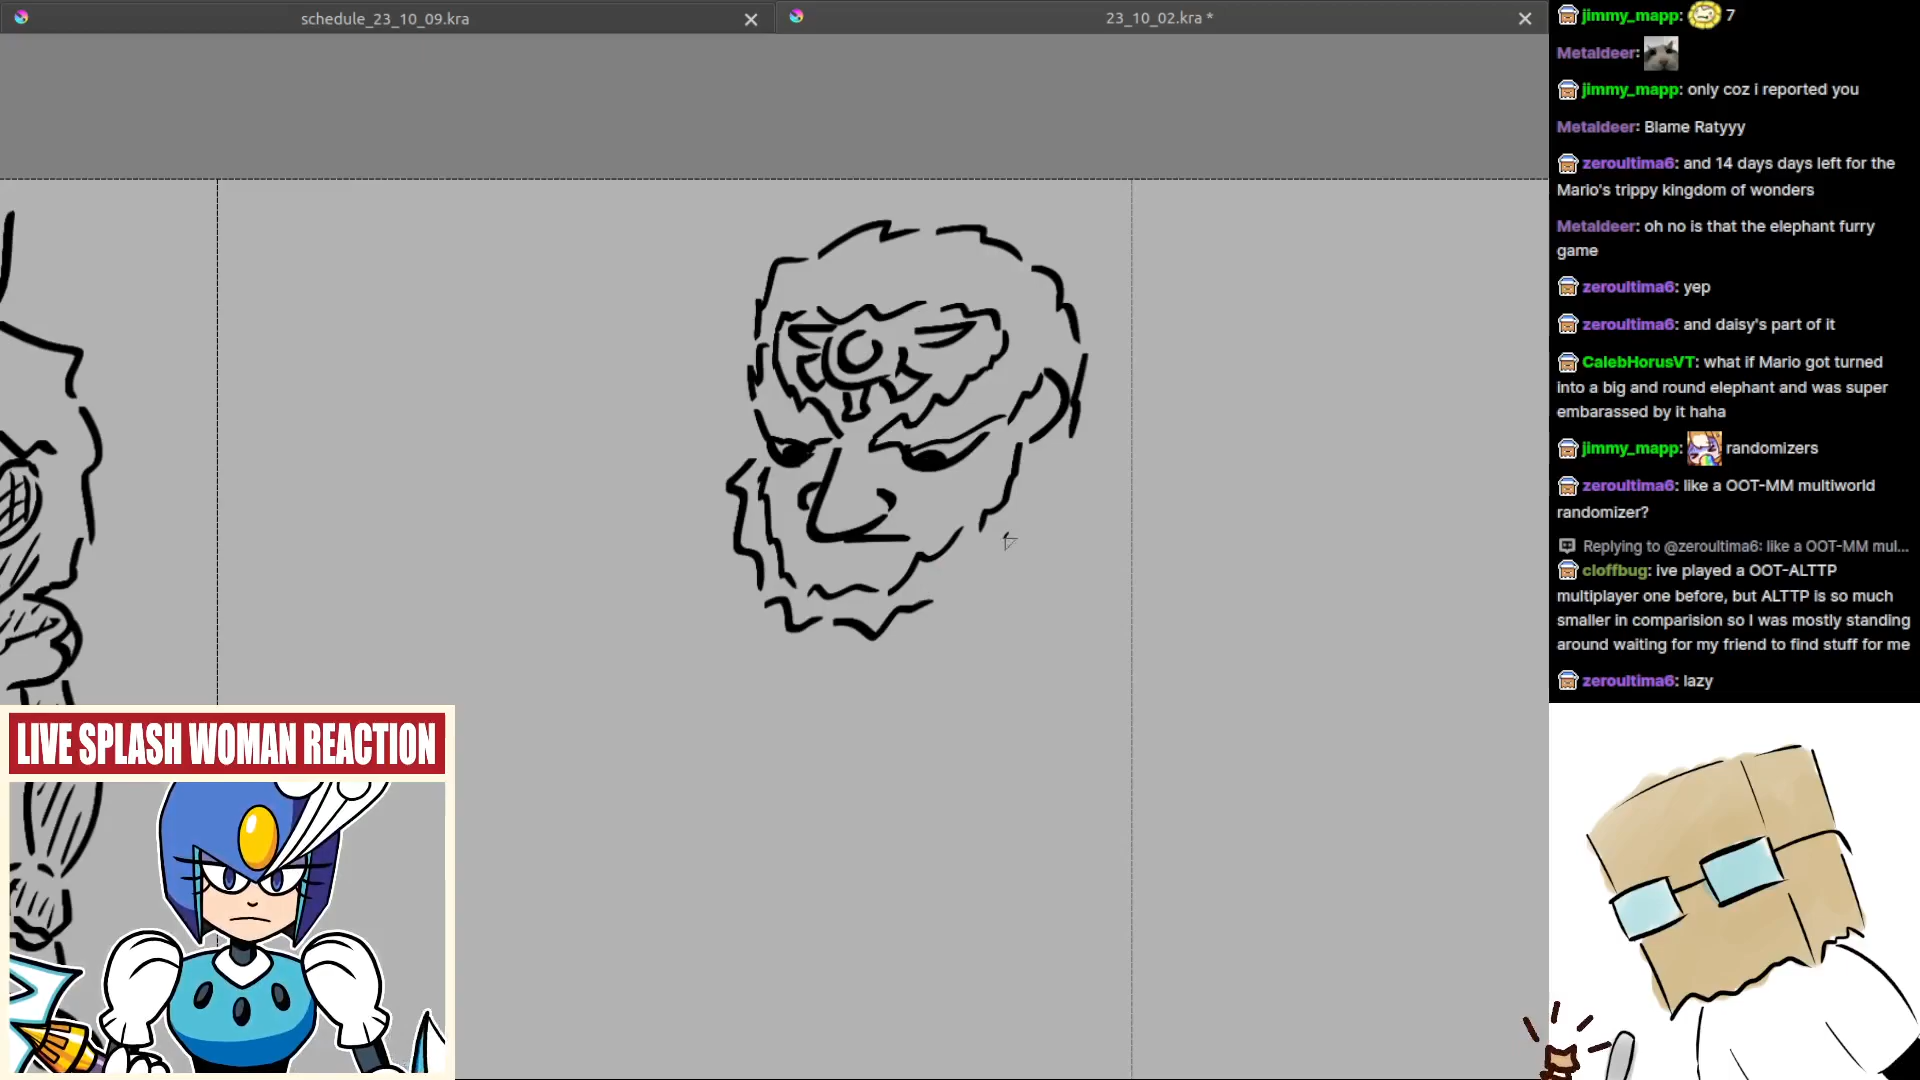 schedule_23_10_09.kra
23_10_02.kra *
jimmy_mapp: 7
Metaldeer:
jimmy_mapp: only coz i reported you
Metaldeer: Blame Ratyyy
zeroultima6: and 14 days days left for the
Mario's trippy kingdom of wonders
Metaldeer: oh no is that the elephant furry
game
zeroultima6: yep
zeroultima6: and daisy's part of it
CalebHorusVT: what if Mario got turned
into a big and round elephant and was super
embarassed by it haha
jimmy_mapp: randomizers
zeroultima6: like a OOT-MM multiworld
randomizer?
Replying to @zeroultima6: like a OOT-MM mul...
cloffbug: ive played a OOT-ALTTP
multiplayer one before, but ALTTP is so much
smaller in comparision so I was mostly standing
around waiting for my friend to find stuff for me
zeroultima6: lazy
LIVE SPLASH WOMAN REACTION